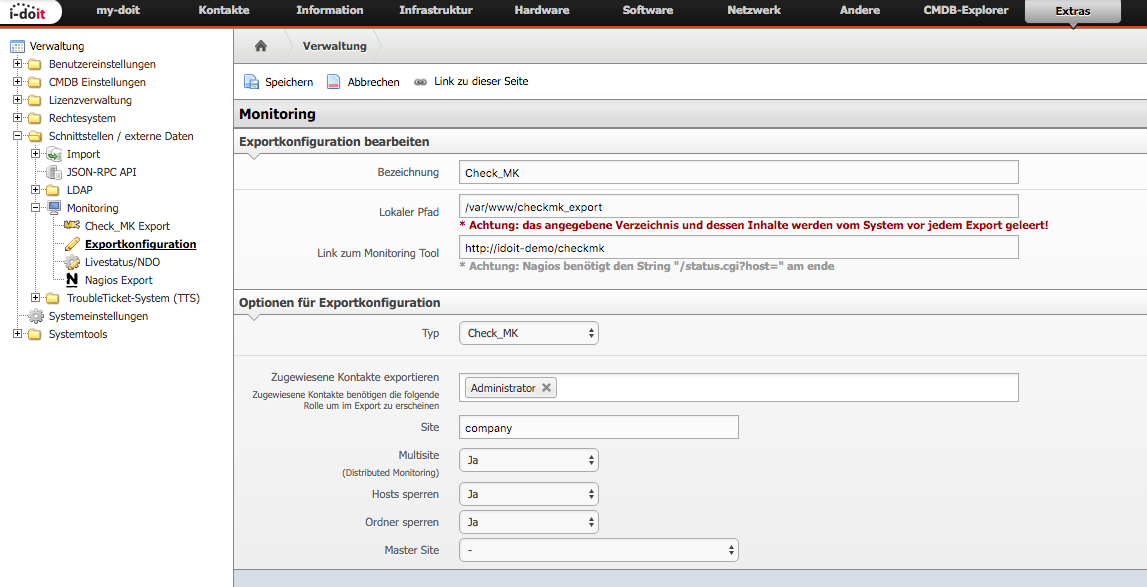 i-doit
my-doit Kontakte Information Infrastruktur Hardware Software Netzwerk Andere CMDB-Explorer Extras
Verwaltung
Benutzereinstellungen
CMDB Einstellungen
Lizenzverwaltung
Rechtesystem
Schnittstellen / externe Daten
Import
JSON-RPC API
LDAP
Monitoring
Check_MK Export
Exportkonfiguration
Livestatus/NDO
N Nagios Export
TroubleTicket-System (TTS)
Systemeinstellungen
Systemtools
Verwaltung
Speichern Abbrechen Link zu dieser Seite
Monitoring
Exportkonfiguration bearbeiten
Bezeichnung Check_MK
Lokaler Pfad /var/www/checkmk_export
* Achtung: das angegebene Verzeichnis und dessen Inhalte werden vom System vor jedem Export geleert!
Link zum Monitoring Tool http://idoit-demo/checkmk
* Achtung: Nagios benötigt den String "/status.cgi?host=" am ende
Optionen für Exportkonfiguration
Typ Check_MK
Zugewiesene Kontakte exportieren Administrator
Zugewiesene Kontakte benötigen die folgende
Rolle um im Export zu erscheinen
Site company
Multisite Ja
(Distributed Monitoring)
Hosts sperren Ja
Ordner sperren Ja
Master Site -